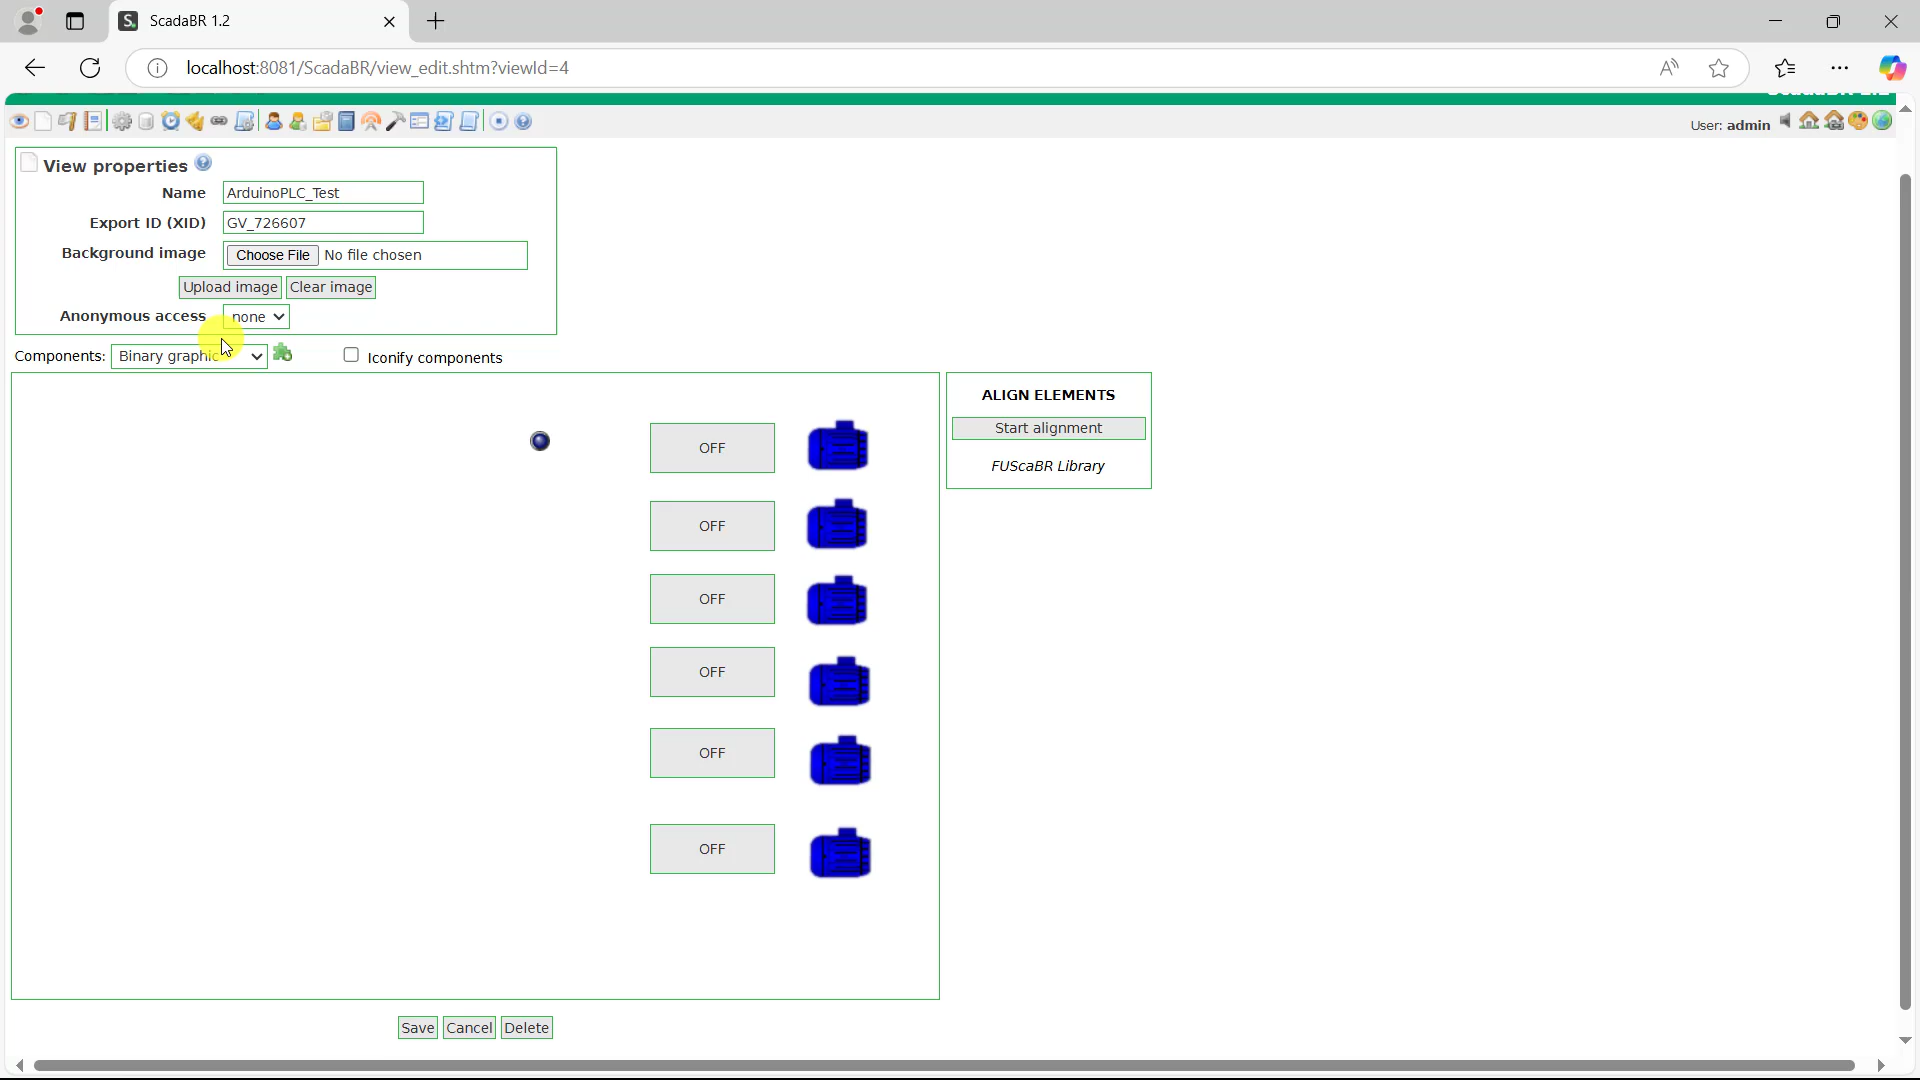 ScadaBR 1.2
localhost:8081/ScadaBR/view_edit.shtm?viewId=4
User: admin
View properties
Name ArduinoPLC_Test
Export ID (XID) GV_726607
Background image Choose File No file chosen
Upload image Clear image
Anonymous access none
Components: Binary graphic Iconify components
ALIGN ELEMENTS
Start alignment
FUScaBR Library
OFF
OFF
OFF
OFF
OFF
OFF
Save Cancel Delete